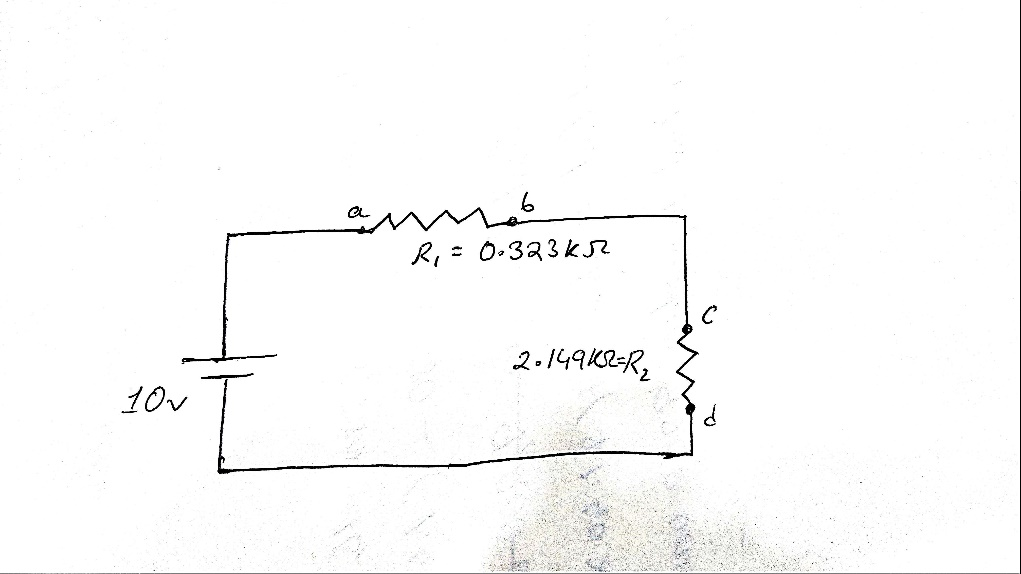 a
b
R₁ = 0.323kΩ
c
2.149kΩ=R₂
10v
d